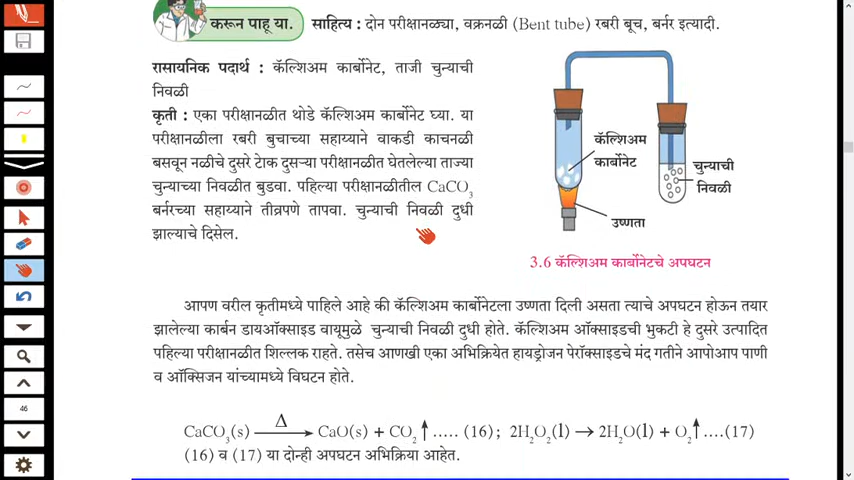 करून पाहू या.
साहित्य : दोन परीक्षानळ्या, वक्रनळी (Bent tube) रबरी बूच, बर्नर इत्यादी.
रासायनिक पदार्थ : कॅल्शिअम कार्बोनेट, ताजी चुन्याची
निवळी
कृती : एका परीक्षानळीत थोडे कॅल्शिअम कार्बोनेट घ्या. या
परीक्षानळीला रबरी बुचाच्या सहाय्याने वाकडी काचनळी
बसवून नळीचे दुसरे टोक दुसऱ्या परीक्षानळीत घेतलेल्या ताज्या
चुन्याच्या निवळीत बुडवा. पहिल्या परीक्षानळीतील CaCO₃
बर्नरच्या सहाय्याने तीव्रपणे तापवा. चुन्याची निवळी दुधी
झाल्याचे दिसेल.
कॅल्शिअम
कार्बोनेट
चुन्याची
निवळी
उष्णता
3.6 कॅल्शिअम कार्बोनेटचे अपघटन
आपण वरील कृतीमध्ये पाहिले आहे की कॅल्शिअम कार्बोनेटला उष्णता दिली असता त्याचे अपघटन होऊन तयार
झालेल्या कार्बन डायऑक्साइड वायूमुळे चुन्याची निवळी दुधी होते. कॅल्शिअम ऑक्साइडची भुकटी हे दुसरे उत्पादित
पहिल्या परीक्षानळीत शिल्लक राहते. तसेच आणखी एका अभिक्रियेत हायड्रोजन पेरॉक्साइडचे मंद गतीने आपोआप पाणी
व ऑक्सिजन यांच्यामध्ये विघटन होते.
CaCO₃(s) —Δ→ CaO(s) + CO₂↑ ..... (16); 2H₂O₂(l) → 2H₂O(l) + O₂↑ ....(17)
(16) व (17) या दोन्ही अपघटन अभिक्रिया आहेत.
46